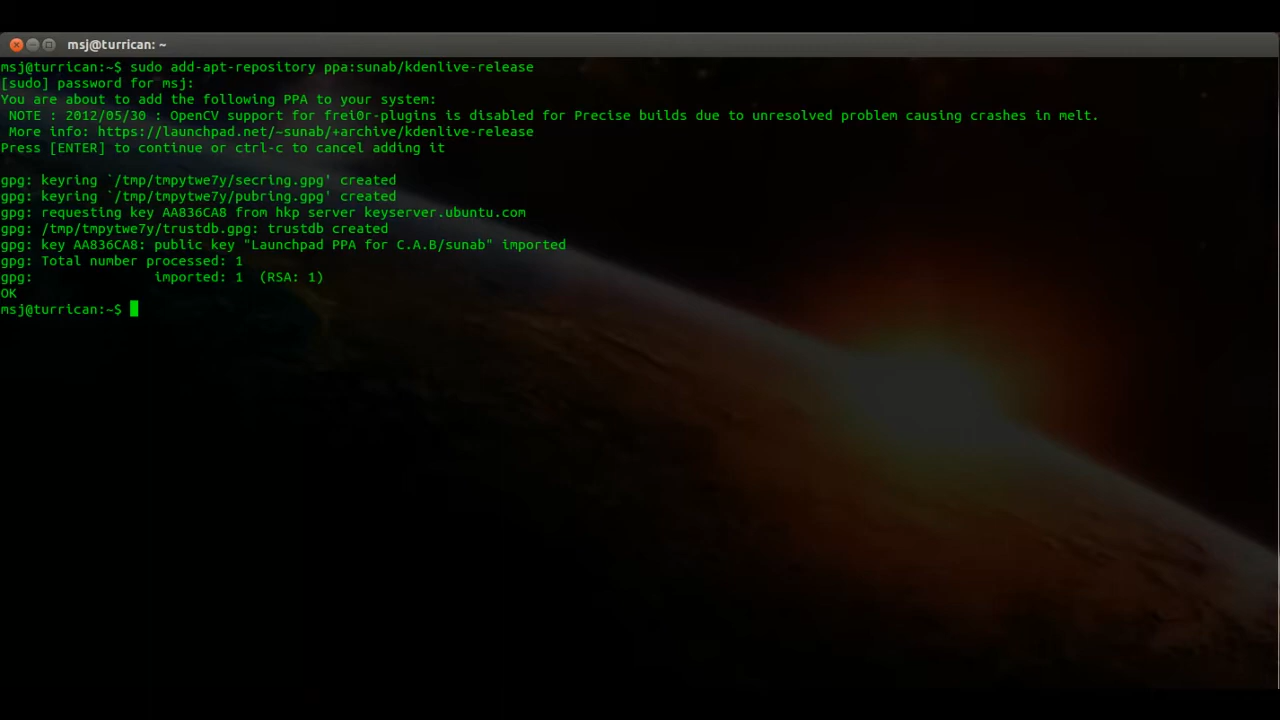 msj@turrican: ~
msj@turrican:~$ sudo add-apt-repository ppa:sunab/kdenlive-release
[sudo] password for msj:
You are about to add the following PPA to your system:
 NOTE : 2012/05/30 : OpenCV support for frei0r-plugins is disabled for Precise builds due to unresolved problem causing crashes in melt.
 More info: https://launchpad.net/~sunab/+archive/kdenlive-release
Press [ENTER] to continue or ctrl-c to cancel adding it
gpg: keyring `/tmp/tmpytwe7y/secring.gpg' created
gpg: keyring `/tmp/tmpytwe7y/pubring.gpg' created
gpg: requesting key AA836CA8 from hkp server keyserver.ubuntu.com
gpg: /tmp/tmpytwe7y/trustdb.gpg: trustdb created
gpg: key AA836CA8: public key "Launchpad PPA for C.A.B/sunab" imported
gpg: Total number processed: 1
gpg:               imported: 1  (RSA: 1)
OK
msj@turrican:~$